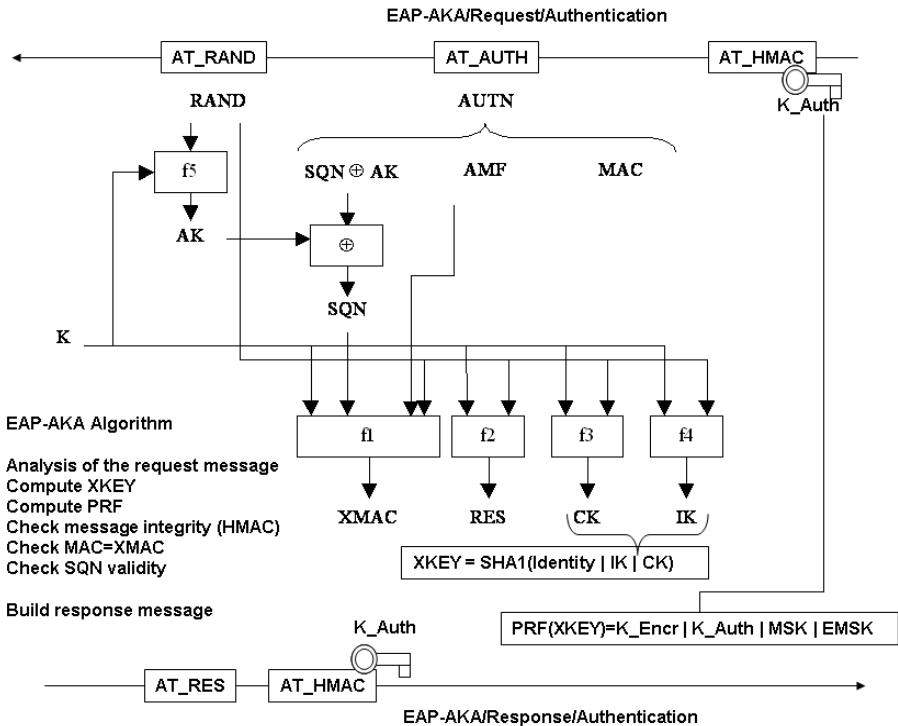 EAP-AKA/Request/Authentication
AT_RAND
AT_AUTH
AT_HMAC
K_Auth
RAND
AUTN
f5
SQN ⊕ AK
AMF
MAC
AK
⊕
SQN
K
f1
f2
f3
f4
XMAC
RES
CK
IK
EAP-AKA Algorithm
Analysis of the request message
Compute XKEY
Compute PRF
Check message integrity (HMAC)
Check MAC=XMAC
Check SQN validity
Build response message
XKEY = SHA1(Identity | IK | CK)
PRF(XKEY)=K_Encr | K_Auth | MSK | EMSK
K_Auth
AT_RES
AT_HMAC
EAP-AKA/Response/Authentication